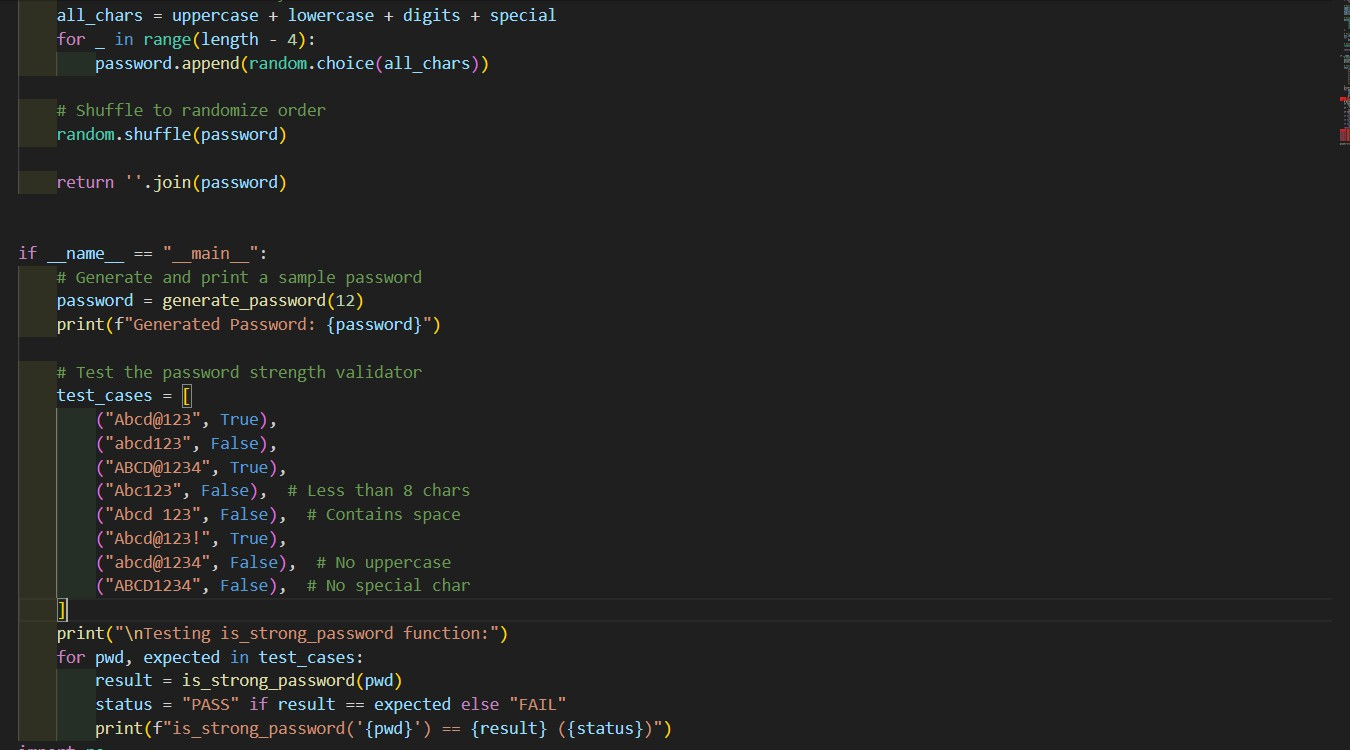 all_chars = uppercase + lowercase + digits + special
for _ in range(length - 4):
password.append(random.choice(all_chars))
# Shuffle to randomize order
random.shuffle(password)
return ''.join(password)
if __name__ == "__main__":
# Generate and print a sample password
password = generate_password(12)
print(f"Generated Password: {password}")
# Test the password strength validator
test_cases = [
("Abcd@123", True),
("abcd123", False),
("ABCD@1234", True),
("Abc123", False),  # Less than 8 chars
("Abcd 123", False),  # Contains space
("Abcd@123!", True),
("abcd@1234", False),  # No uppercase
("ABCD1234", False),  # No special char
]
print("\nTesting is_strong_password function:")
for pwd, expected in test_cases:
result = is_strong_password(pwd)
status = "PASS" if result == expected else "FAIL"
print(f"is_strong_password('{pwd}') == {result} ({status})")